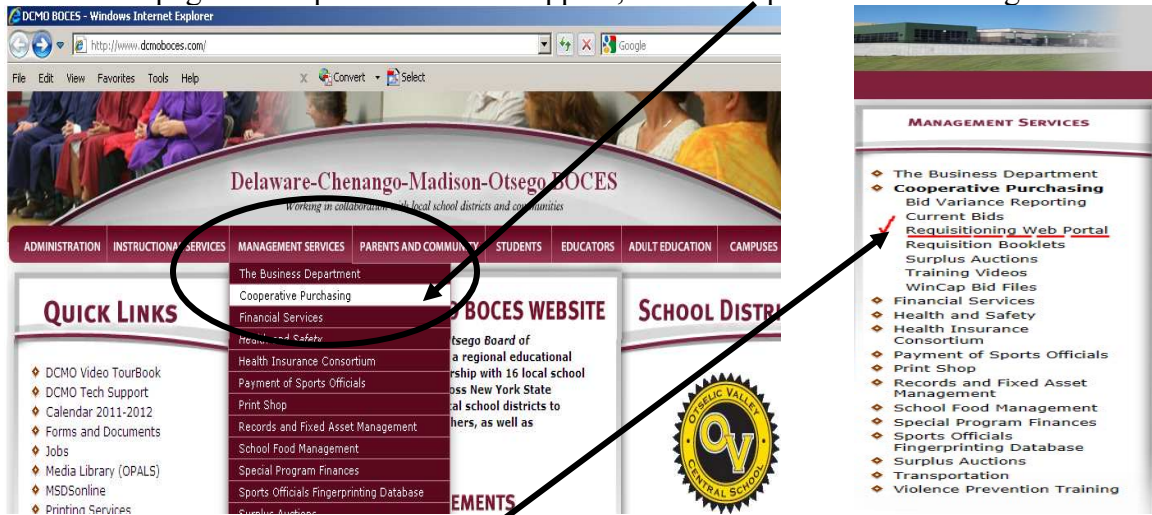 DCMO BOCES - Windows Internet Explorer
http://www.dcmoboces.com/
Google
File Edit View Favorites Tools Help x Convert Select
Delaware-Chenango-Madison-Otsego BOCES
Working in collaboration with local school districts and communities
ADMINISTRATION INSTRUCTIONAL SERVICES MANAGEMENT SERVICES PARENTS AND COMMUNITY STUDENTS EDUCATORS ADULT EDUCATION CAMPUSES
The Business Department
Cooperative Purchasing
Financial Services
Health and Safety
Health Insurance Consortium
Payment of Sports Officials
Print Shop
Records and Fixed Asset Management
School Food Management
Special Program Finances
Sports Officials Fingerprinting Database
Surplus Auctions
QUICK LINKS
DCMO Video TourBook
DCMO Tech Support
Calendar 2011-2012
Forms and Documents
Jobs
Media Library (OPALS)
MSDSonline
Printing Services
BOCES WEBSITE
tsego Board of
a regional educational
rship with 16 local school
oss New York State
cal school districts to
hers, as well as
EMENTS
SCHOOL DISTRI
OTSELIC VALLEY
OV
CENTRAL SCHOOL
MANAGEMENT SERVICES
The Business Department
Cooperative Purchasing
Bid Variance Reporting
Current Bids
Requisitioning Web Portal
Requisition Booklets
Surplus Auctions
Training Videos
WinCap Bid Files
Financial Services
Health and Safety
Health Insurance
Consortium
Payment of Sports Officials
Print Shop
Records and Fixed Asset
Management
School Food Management
Special Program Finances
Sports Officials
Fingerprinting Database
Surplus Auctions
Transportation
Violence Prevention Training